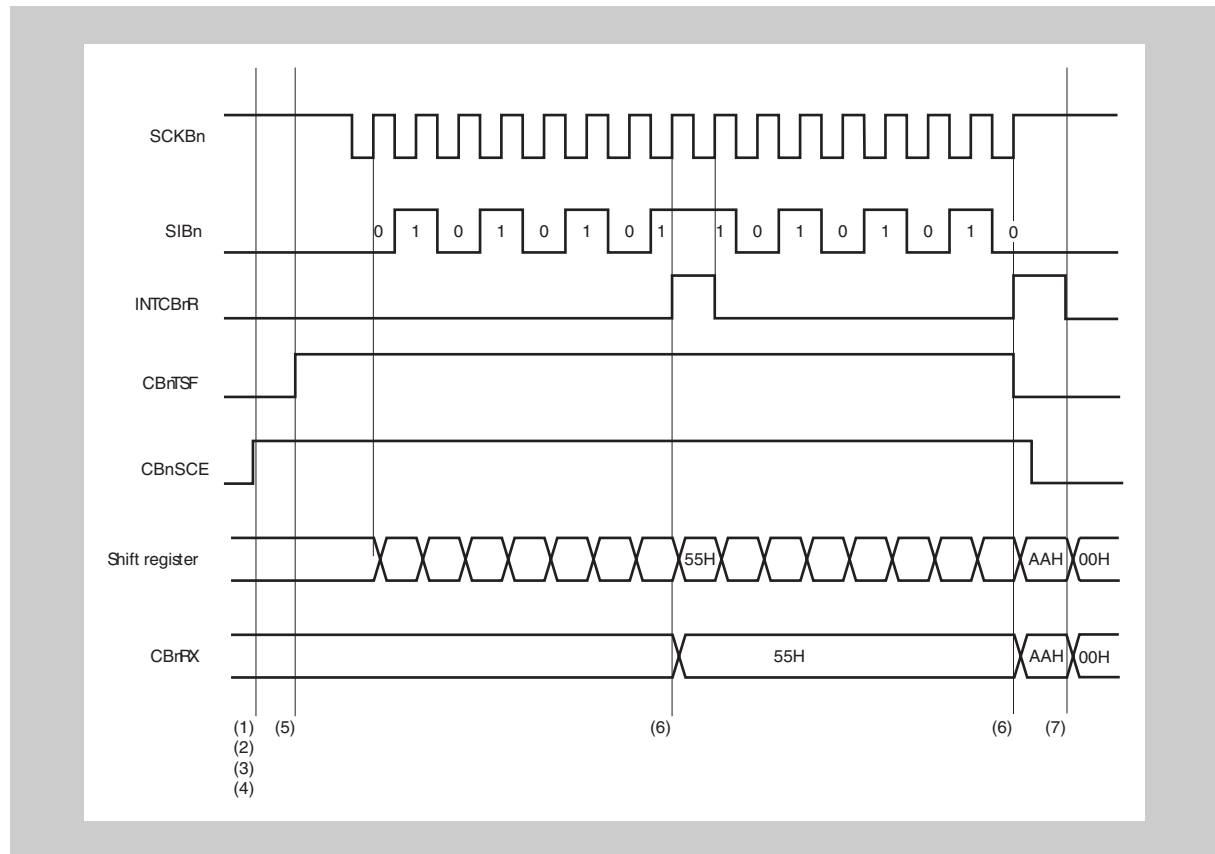 SCKBn
SIBn
0 1 0 1 0 1 0 1 1 0 1 0 1 0 1 0
INTCBnR
CBnTSF
CBnSCE
Shift register
55H AAH 00H
CBnRX
55H AAH 00H
(1) (5) (6) (6) (7)
(2)
(3)
(4)